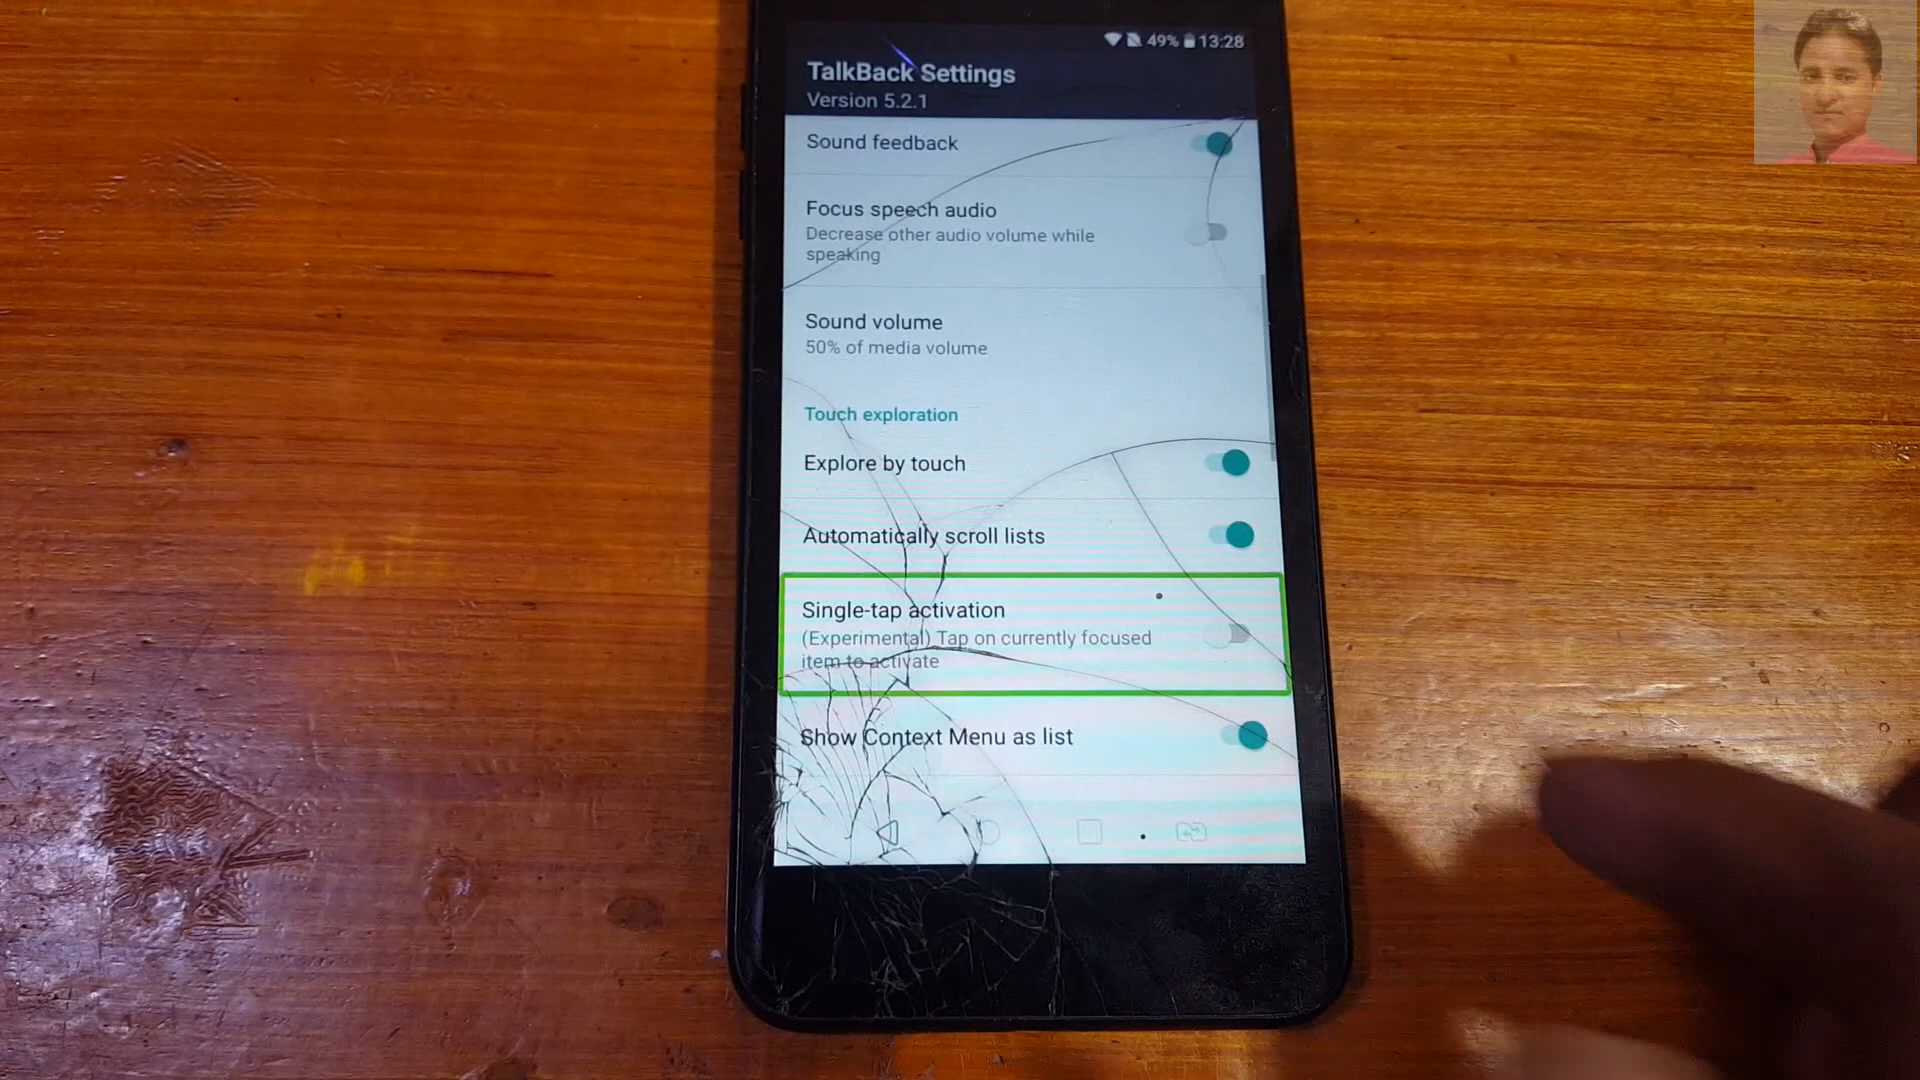 49% 13:28
TalkBack Settings
Version 5.2.1
Sound feedback
Focus speech audio
Decrease other audio volume while
speaking
Sound volume
50% of media volume
Touch exploration
Explore by touch
Automatically scroll lists
Single-tap activation
(Experimental) Tap on currently focused
item to activate
Show Context Menu as list